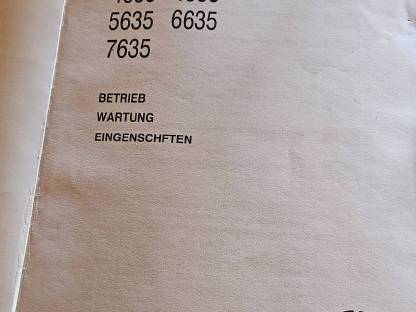 5635 6635
7635
BETRIEB
WARTUNG
EINGENSCHFTEN